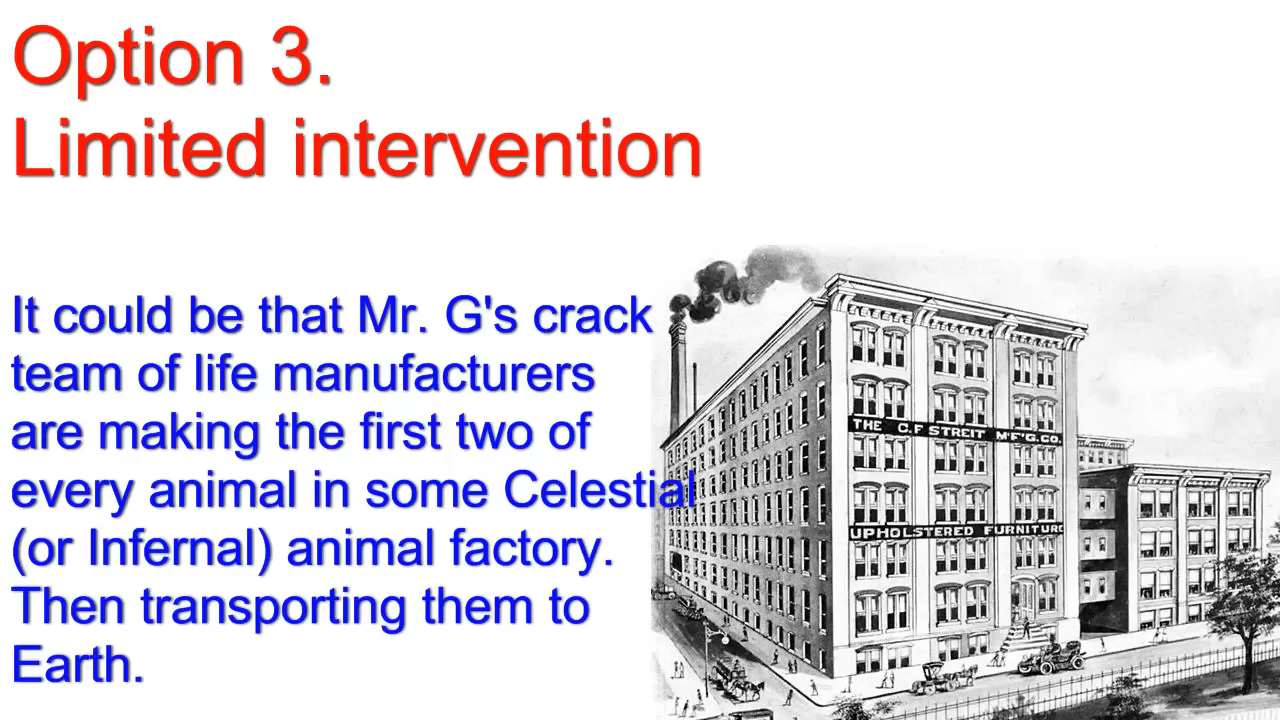 Option 3.
Limited intervention
It could be that Mr. G's crack
team of life manufacturers
are making the first two of
every animal in some Celestial
(or Infernal) animal factory.
Then transporting them to
Earth.
THE C.F STREIT M'F'G.CO.
UPHOLSTERED FURNITURE